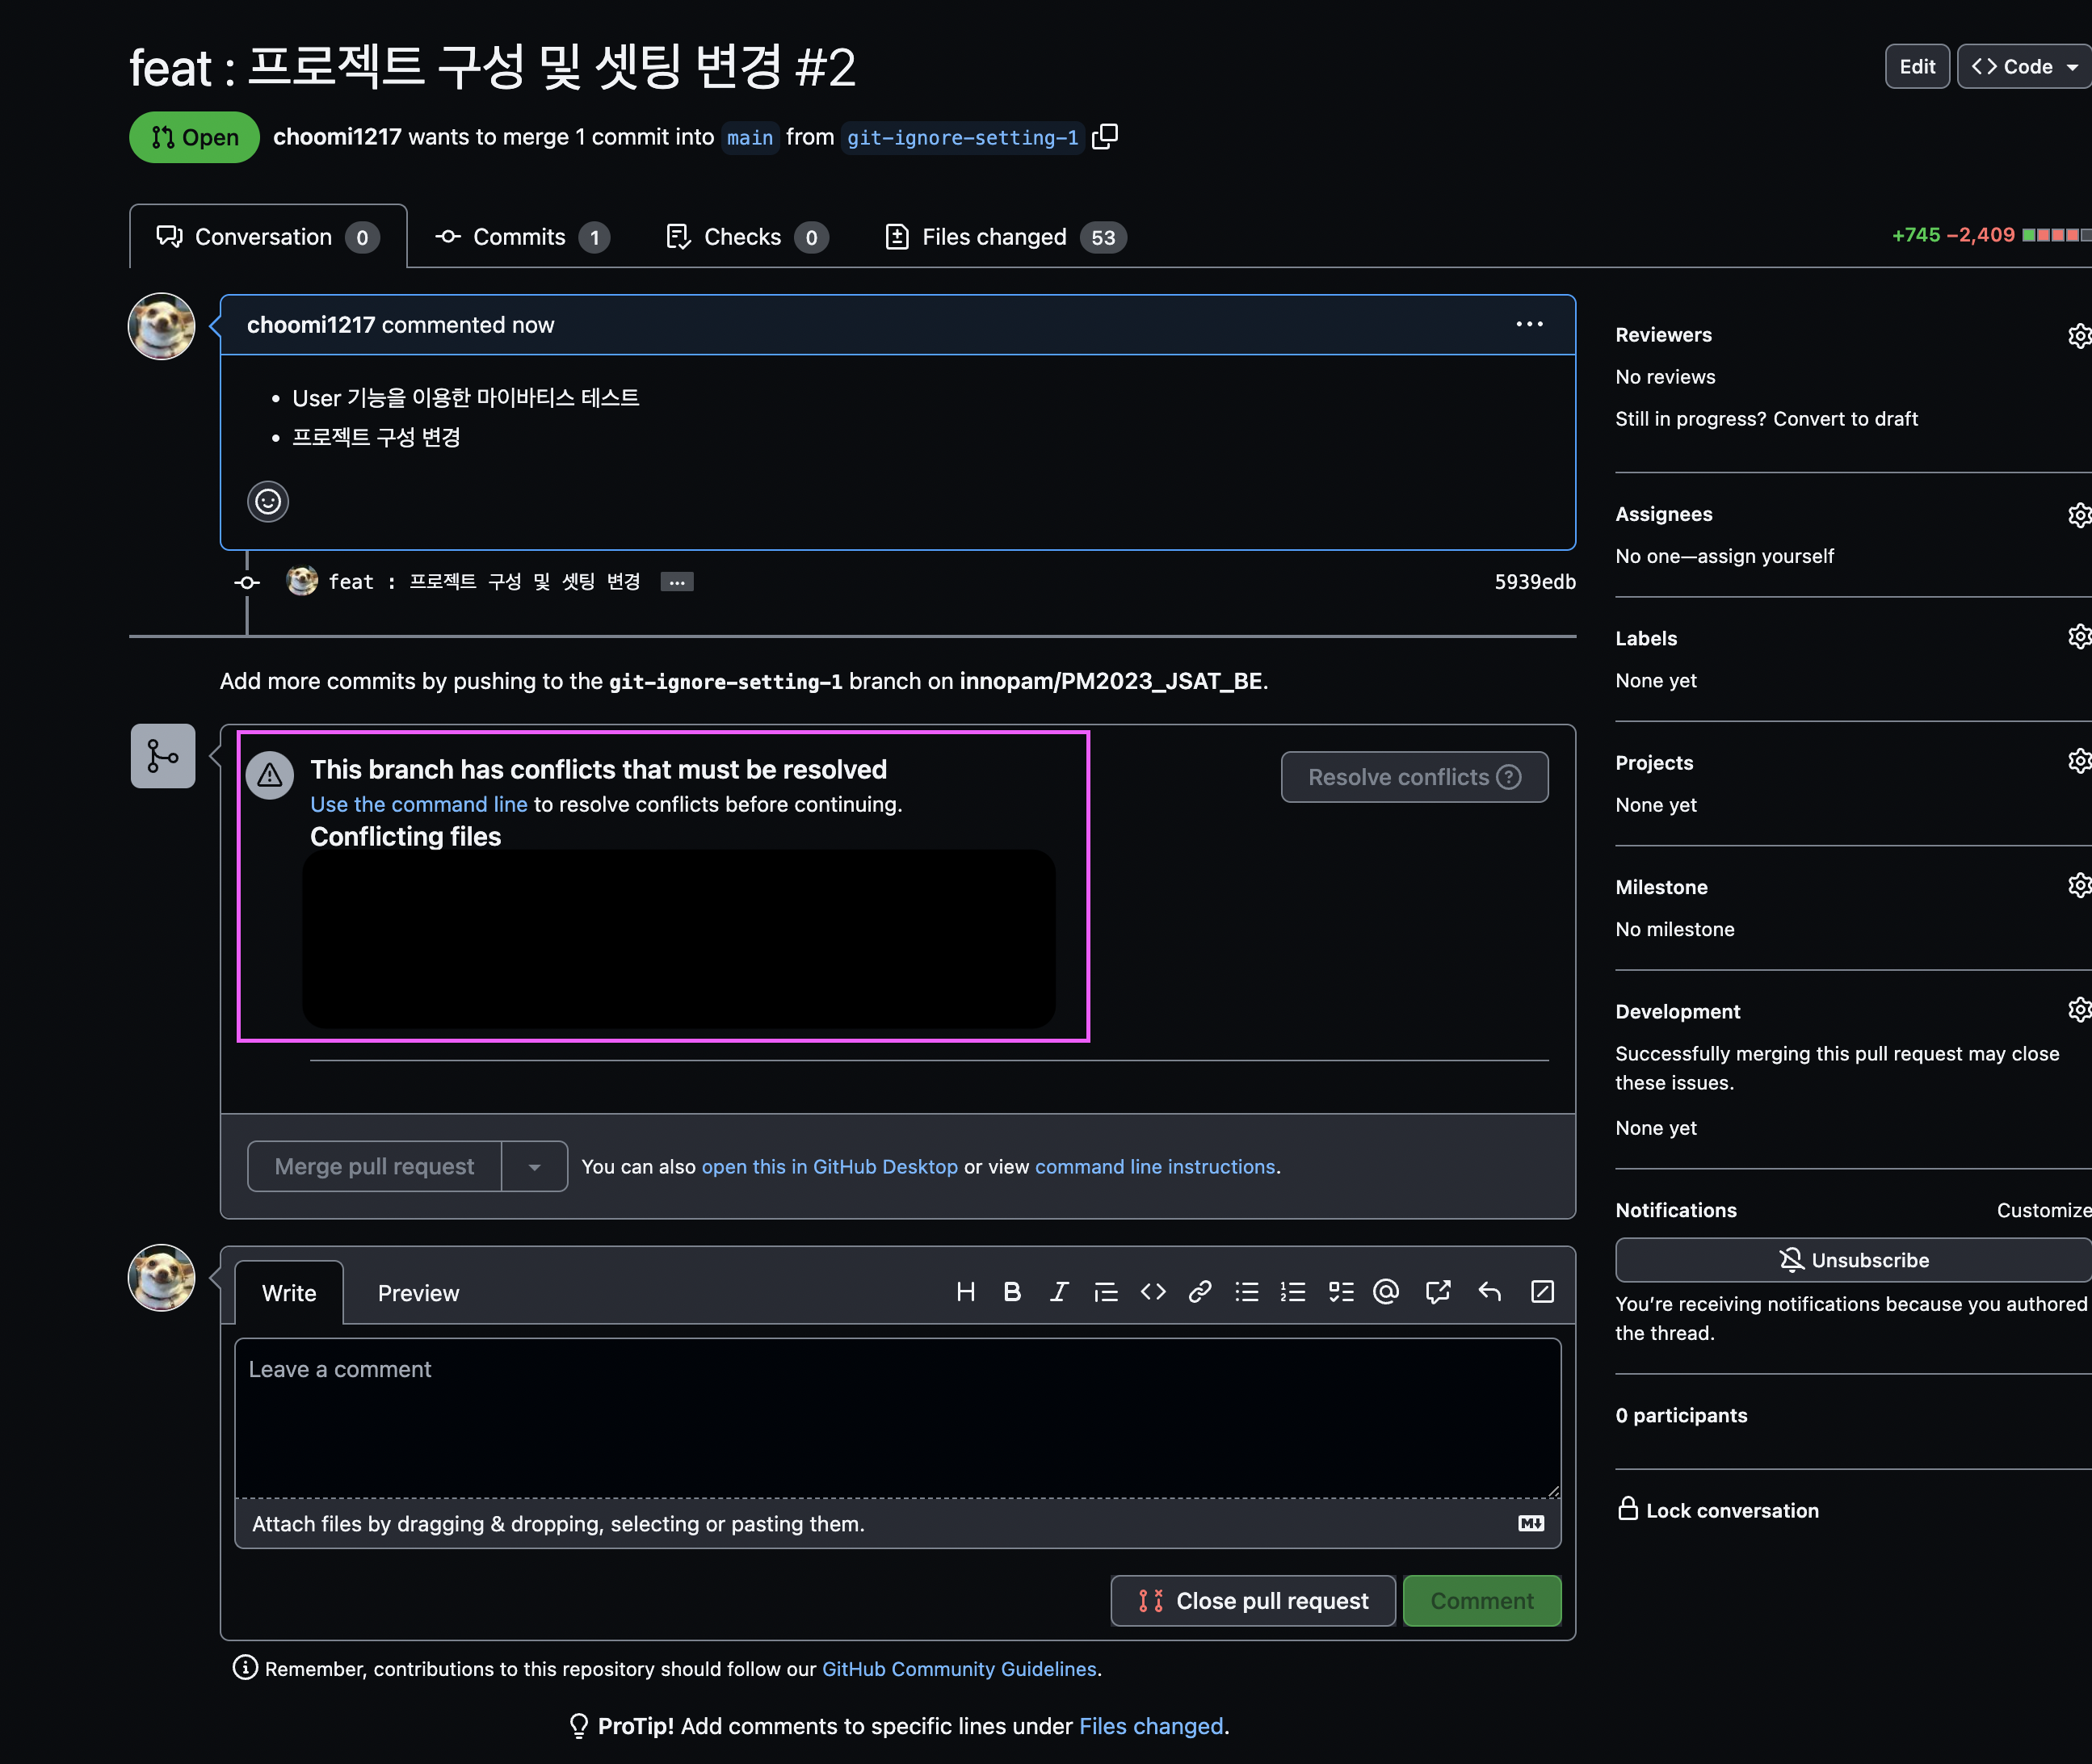 feat : 프로젝트 구성 및 셋팅 변경 #2
Edit
Code
Open
choomi1217 wants to merge 1 commit into main from git-ignore-setting-1
Conversation 0
Commits 1
Checks 0
Files changed 53
+745 −2,409
choomi1217 commented now
User 기능을 이용한 마이바티스 테스트
프로젝트 구성 변경
feat : 프로젝트 구성 및 셋팅 변경 …
5939edb
Add more commits by pushing to the git-ignore-setting-1 branch on innopam/PM2023_JSAT_BE.
This branch has conflicts that must be resolved
Use the command line to resolve conflicts before continuing.
Conflicting files
Resolve conflicts
Merge pull request
You can also open this in GitHub Desktop or view command line instructions.
Write
Preview
Leave a comment
Attach files by dragging & dropping, selecting or pasting them.
Close pull request
Comment
Remember, contributions to this repository should follow our GitHub Community Guidelines.
ProTip! Add comments to specific lines under Files changed.
Reviewers
No reviews
Still in progress? Convert to draft
Assignees
No one—assign yourself
Labels
None yet
Projects
None yet
Milestone
No milestone
Development
Successfully merging this pull request may close
these issues.
None yet
Notifications
Customize
Unsubscribe
You’re receiving notifications because you authored
the thread.
0 participants
Lock conversation